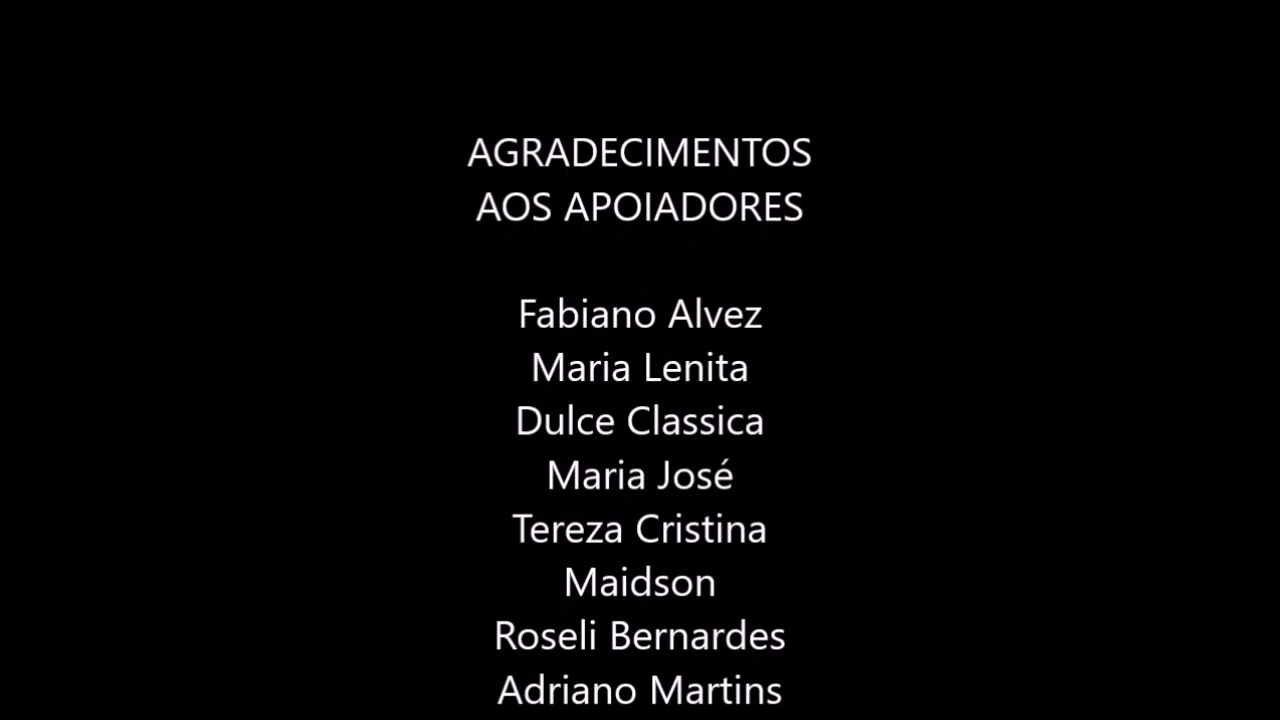 AGRADECIMENTOS
AOS APOIADORES
Fabiano Alvez
Maria Lenita
Dulce Classica
Maria José
Tereza Cristina
Maidson
Roseli Bernardes
Adriano Martins